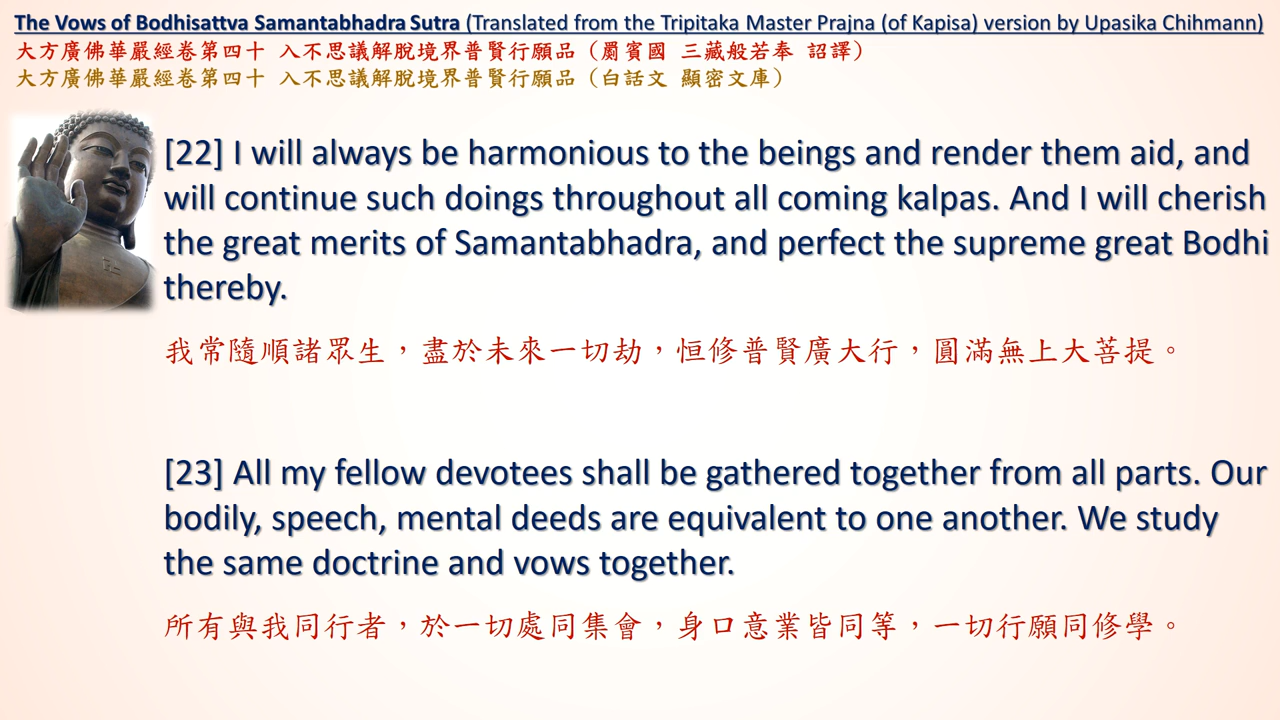 The Vows of Bodhisattva Samantabhadra Sutra (Translated from the Tripitaka Master Prajna (of Kapisa) version by Upasika Chihmann)
大方廣佛華嚴經卷第四十 入不思議解脫境界普賢行願品（罽賓國 三藏般若奉 詔譯）
大方廣佛華嚴經卷第四十 入不思議解脫境界普賢行願品（白話文 顯密文庫）
[22] I will always be harmonious to the beings and render them aid, and
will continue such doings throughout all coming kalpas. And I will cherish
the great merits of Samantabhadra, and perfect the supreme great Bodhi
thereby.
我常隨順諸眾生，盡於未來一切劫，恒修普賢廣大行，圓滿無上大菩提。
[23] All my fellow devotees shall be gathered together from all parts. Our
bodily, speech, mental deeds are equivalent to one another. We study
the same doctrine and vows together.
所有與我同行者，於一切處同集會，身口意業皆同等，一切行願同修學。